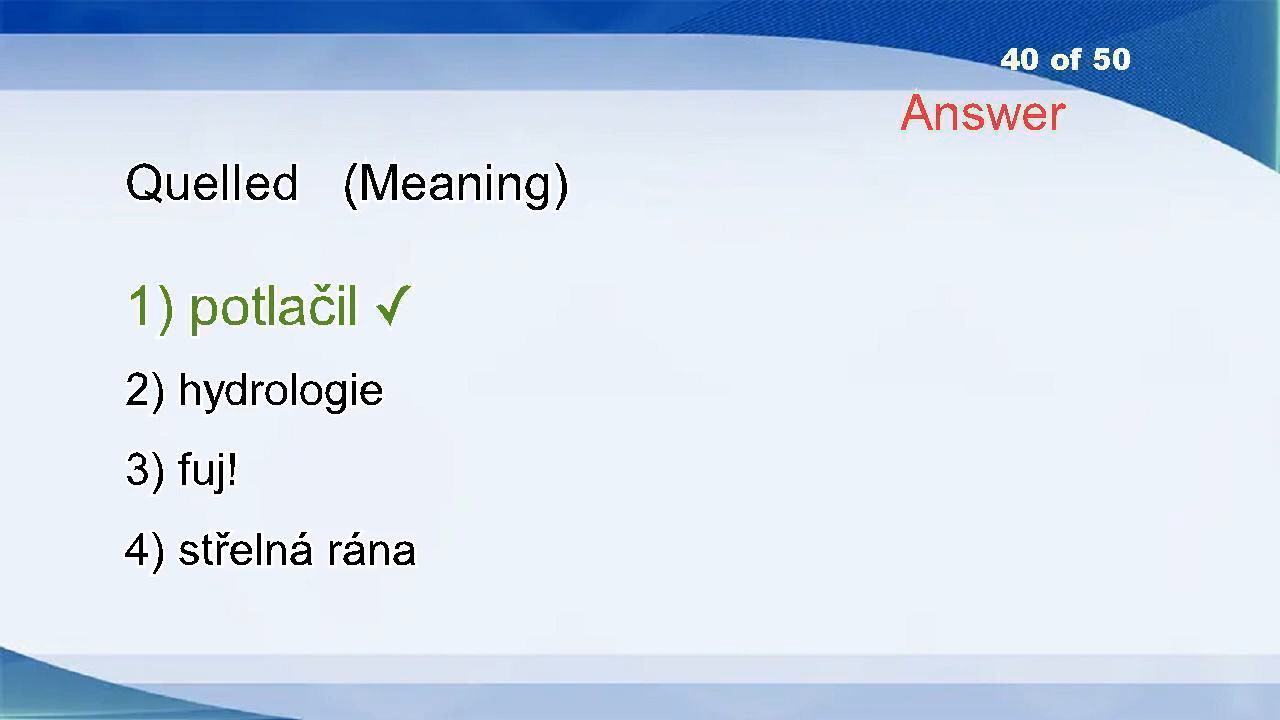 40 of 50
Answer
Quelled (Meaning)
1) potlačil ✓
2) hydrologie
3) fuj!
4) střelná rána